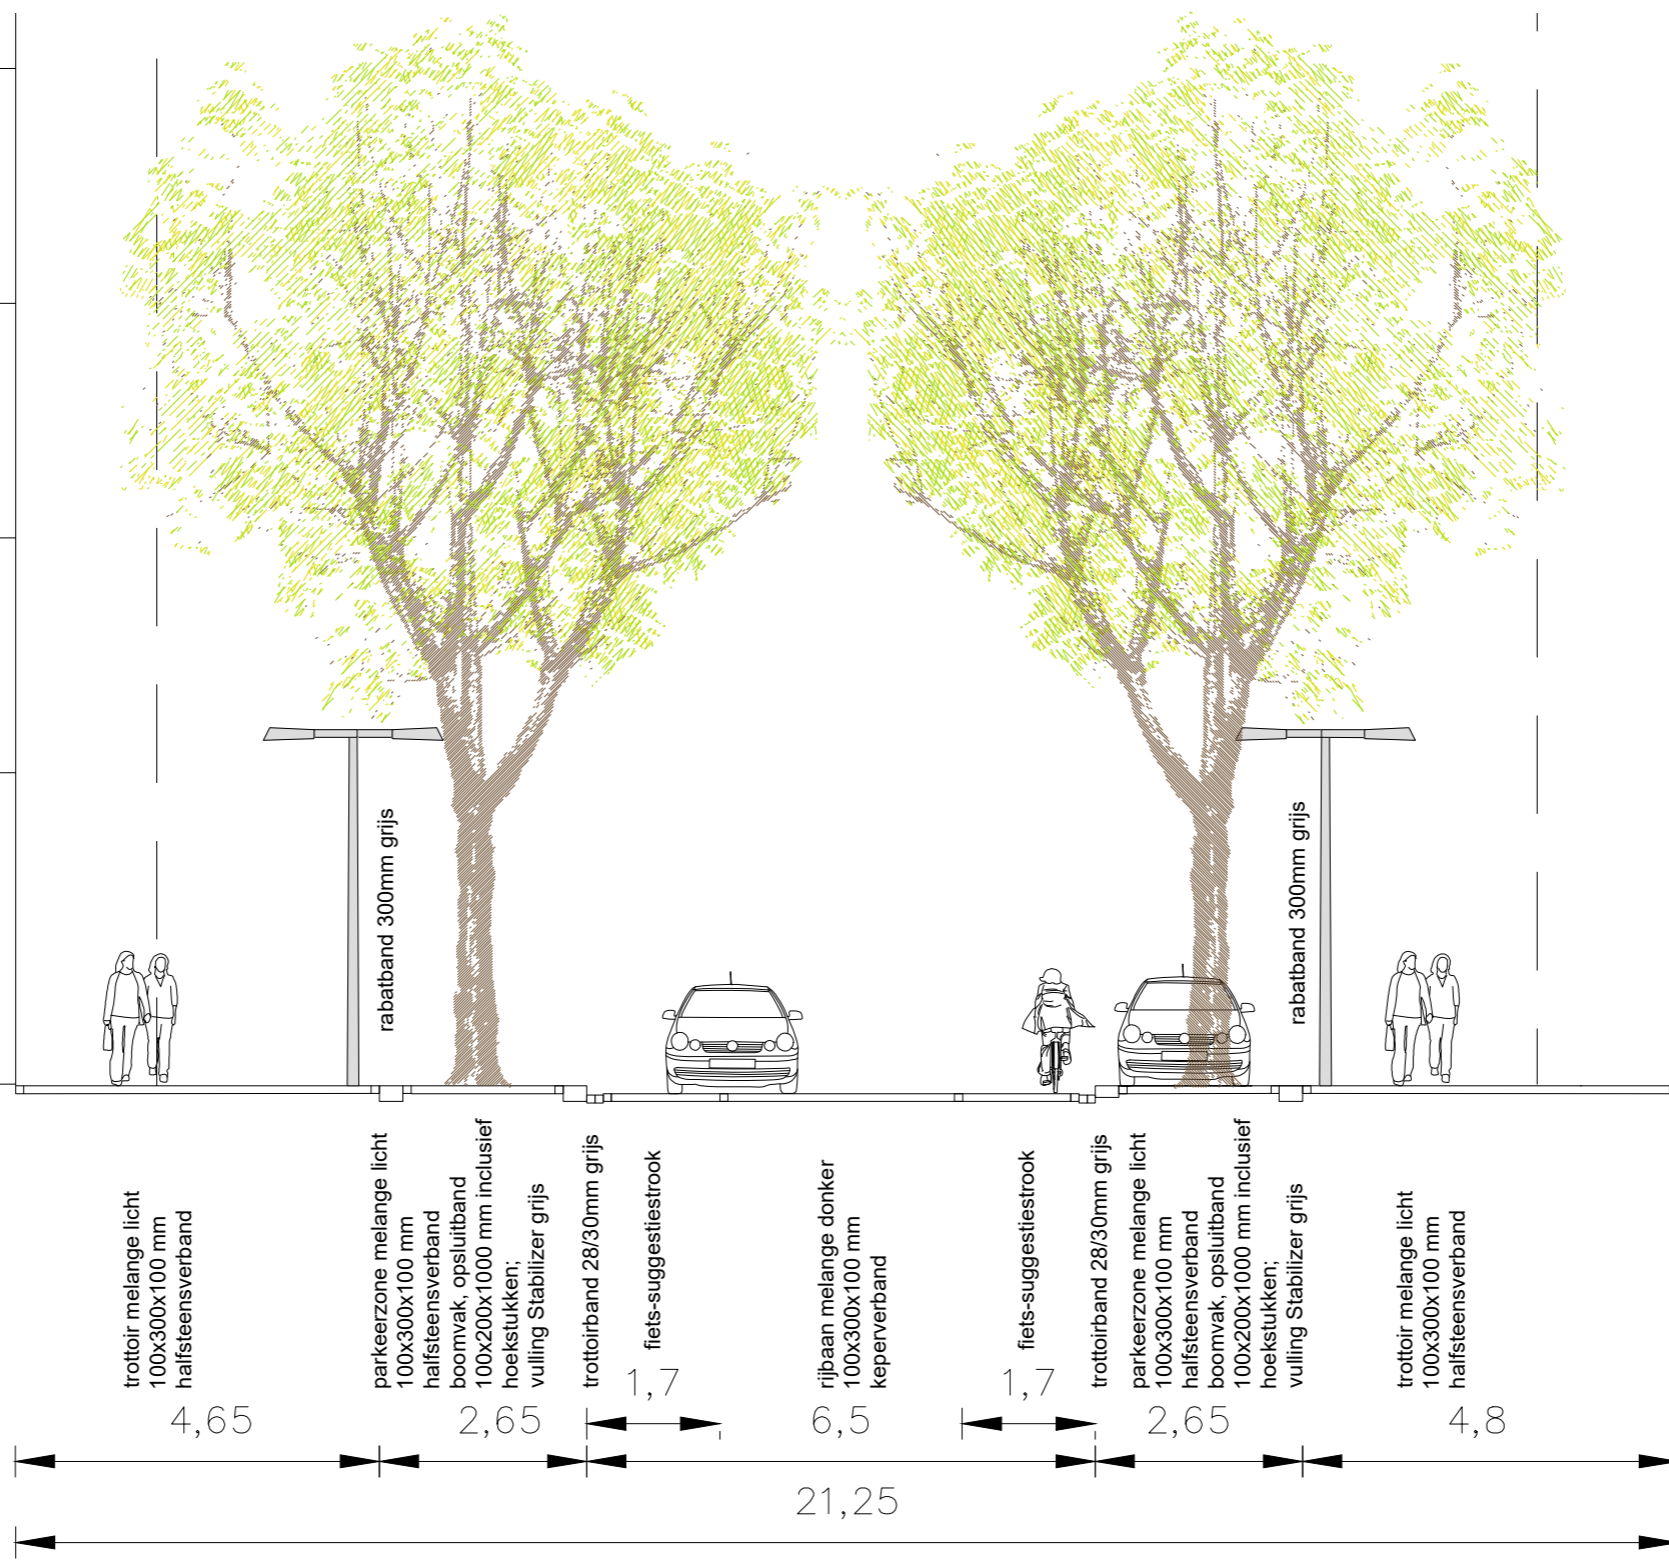 rabatband 300mm grijs
rabatband 300mm grijs
trottoir melange licht
100x300x100 mm
halfsteensverband
parkeerzone melange licht
100x300x100 mm
halfsteensverband
boomvak, opsluitband
100x200x1000 mm inclusief
hoekstukken;
vulling Stabilizer grijs
trottoirband 28/30mm grijs
fiets-suggestiestrook
rijbaan melange donker
100x300x100 mm
keperverband
fiets-suggestiestrook
trottoirband 28/30mm grijs
parkeerzone melange licht
100x300x100 mm
halfsteensverband
boomvak, opsluitband
100x200x1000 mm inclusief
hoekstukken;
vulling Stabilizer grijs
trottoir melange licht
100x300x100 mm
halfsteensverband
1,7
1,7
4,65
2,65
6,5
2,65
4,8
21,25